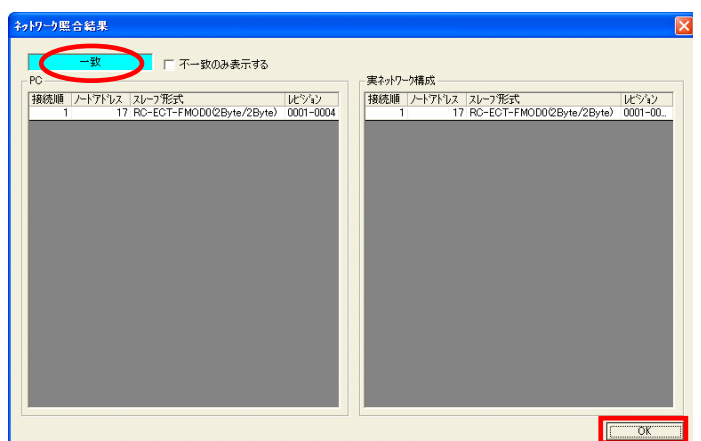 ネットワーク照合結果
一致
不一致のみ表示する
PC
接続順 ノードアドレス スレーブ形式 レビジョン
1 17 RC-ECT-FMOD0(2Byte/2Byte) 0001-0004
実ネットワーク構成
接続順 ノードアドレス スレーブ形式 レビジョン
1 17 RC-ECT-FMOD0(2Byte/2Byte) 0001-00...
OK